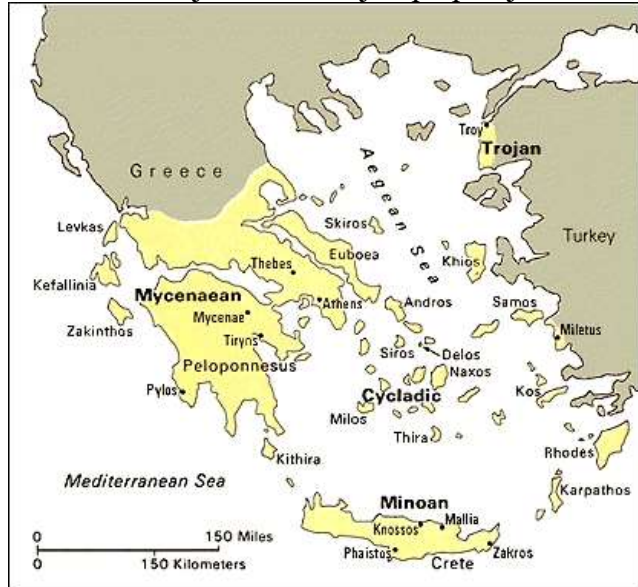 Troy
Trojan
Greece
Aegean Sea
Levkas
Skiros
Turkey
Euboea
Thebes
Khios
Kefallinia
Mycenaean
Athens
Andros
Samos
Zakinthos
Mycenae
Tiryns
Miletus
Siros
Delos
Peloponnesus
Naxos
Pylos
Cycladic
Kos
Milos
Thira
Kithira
Rhodes
Mediterranean Sea
Karpathos
Minoan
Knossos
Mallia
0 150 Miles
0 150 Kilometers
Phaistos
Zakros
Crete